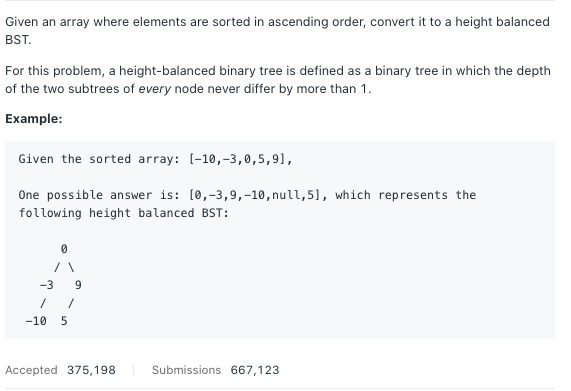 Given an array where elements are sorted in ascending order, convert it to a height balanced
BST.
For this problem, a height-balanced binary tree is defined as a binary tree in which the depth
of the two subtrees of every node never differ by more than 1.
Example:
Given the sorted array: [-10,-3,0,5,9],
One possible answer is: [0,-3,9,-10,null,5], which represents the
following height balanced BST:
0
/ \
-3 9
/ /
-10 5
Accepted 375,198 Submissions 667,123